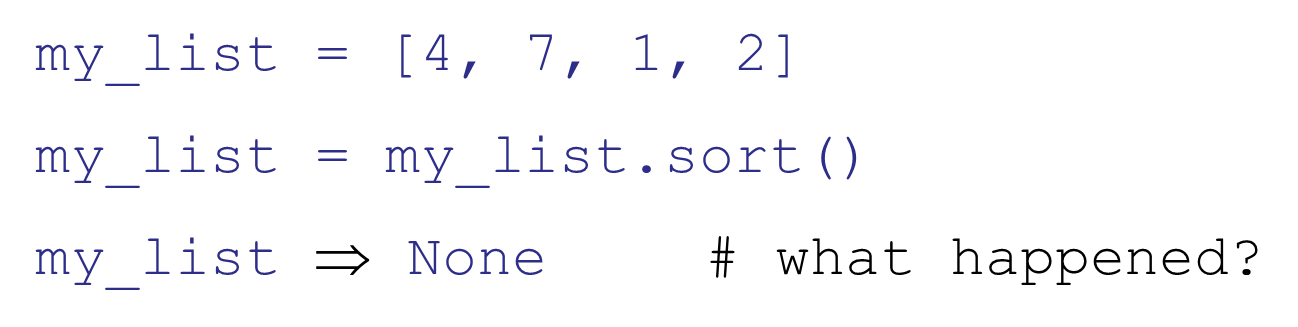 my_list = [4, 7, 1, 2]
my_list = my_list.sort()
my_list ⇒ None # what happened?